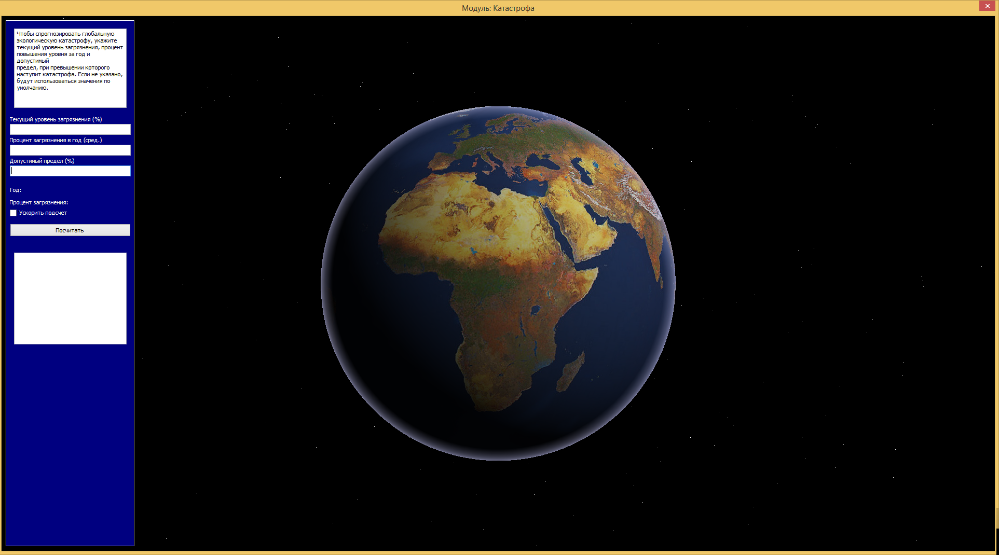 Модуль: Катастрофа
Чтобы спрогнозировать глобальную
экологическую катастрофу, укажите
текущий уровень загрязнения, процент
повышения уровня за год и
допустимый
предел, при превышении которого
наступит катастрофа. Если не указано,
будут использоваться значения по
умолчанию.
Текущий уровень загрязнения (%)
Процент загрязнения в год (сред.)
Допустимый предел (%)
Год:
Процент загрязнения:
Ускорить подсчет
Посчитать